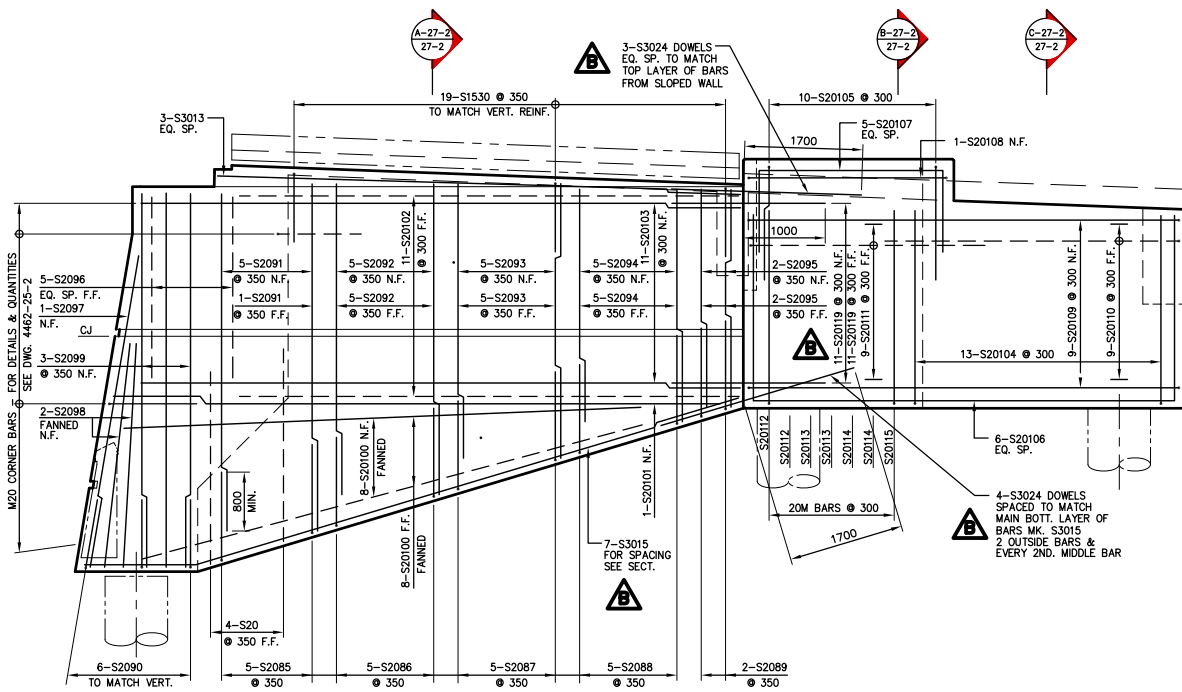 A-27-2
27-2
B-27-2
27-2
C-27-2
27-2
B
3-S3024 DOWELS
EQ. SP. TO MATCH
TOP LAYER OF BARS
FROM SLOPED WALL
19-S1530 @ 350
TO MATCH VERT. REINF.
10-S20105 @ 300
3-S3013
EQ. SP.
1700
5-S20107
EQ. SP.
1-S20108 N.F.
M20 CORNER BARS – FOR DETAILS & QUANTITIES
SEE DWG. 4462-25-2
11-S20102
@ 300 F.F.
11-S20103
@ 300 N.F.
1000
5-S2096
EQ. SP. F.F.
5-S2091
@ 350 N.F.
5-S2092
@ 350 N.F.
5-S2093
@ 350 N.F.
5-S2094
@ 350 N.F.
2-S2095
@ 350 N.F.
1-S2097
N.F.
1-S2091
@ 350 F.F.
5-S2092
@ 350 F.F.
5-S2093
@ 350 F.F.
5-S2094
@ 350 F.F.
2-S2095
@ 350 F.F.
11-S20119 @ 300 N.F.
11-S20119 @ 300 F.F.
9-S20111 @ 300 F.F.
9-S20109 @ 300 N.F.
9-S20110 @ 300 F.F.
CJ
B
3-S2099
@ 350 N.F.
13-S20104 @ 300
2-S2098
FANNED
N.F.
8-S20100 N.F.
FANNED
8-S20100 F.F.
FANNED
1-S20101 N.F.
S20112
S20112
S20113
S20113
S20114
S20114
S20115
6-S20106
EQ. SP.
800
MIN.
20M BARS @ 300
1700
4-S3024 DOWELS
SPACED TO MATCH
MAIN BOTT. LAYER OF
BARS MK. S3015
2 OUTSIDE BARS &
EVERY 2ND. MIDDLE BAR
B
7-S3015
FOR SPACING
SEE SECT.
B
4-S20
@ 350 F.F.
6-S2090
TO MATCH VERT.
5-S2085
@ 350
5-S2086
@ 350
5-S2087
@ 350
5-S2088
@ 350
2-S2089
@ 350